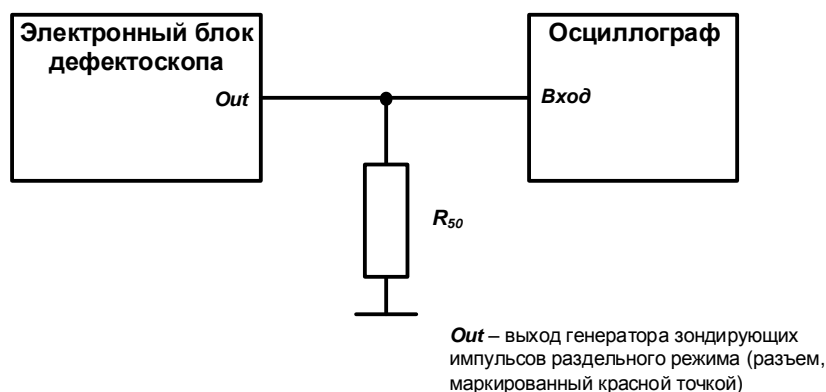 Электронный блок
дефектоскопа
Out
Осциллограф
Вход
R50
Out – выход генератора зондирующих
импульсов раздельного режима (разъем,
маркированный красной точкой)